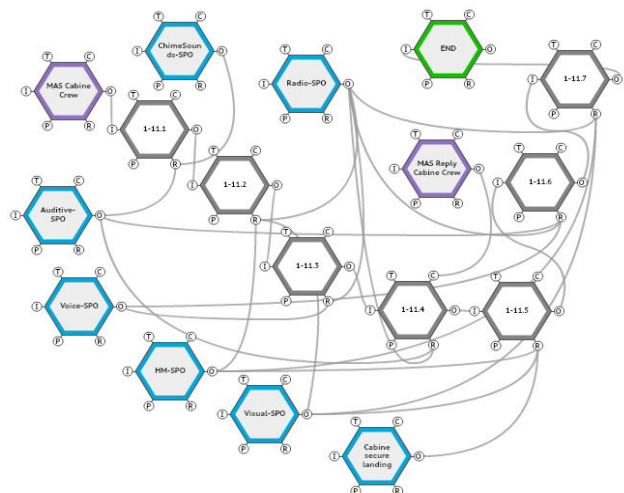 T C
ChimeSoun
I ds-SPO O
P R
T C
I END O
P R
T C
MAS Cabine
I Crew O
P R
T C
I Radio-SPO O
P R
T C
I 1-11.7 O
P R
T C
I 1-11.1 O
P R
T C
MAS Reply
I Cabine Crew O
P R
T C
I 1-11.2 O
P R
T C
I 1-11.6 O
P R
T C
Auditive-
I SPO O
P R
T C
I 1-11.3 O
P R
T C
I Voice-SPO O
P R
T C
I 1-11.4 O
P R
T C
I 1-11.5 O
P R
T C
I HM-SPO O
P R
T C
I Visual-SPO O
P R
T C
Cabine
I secure O
landing
P R